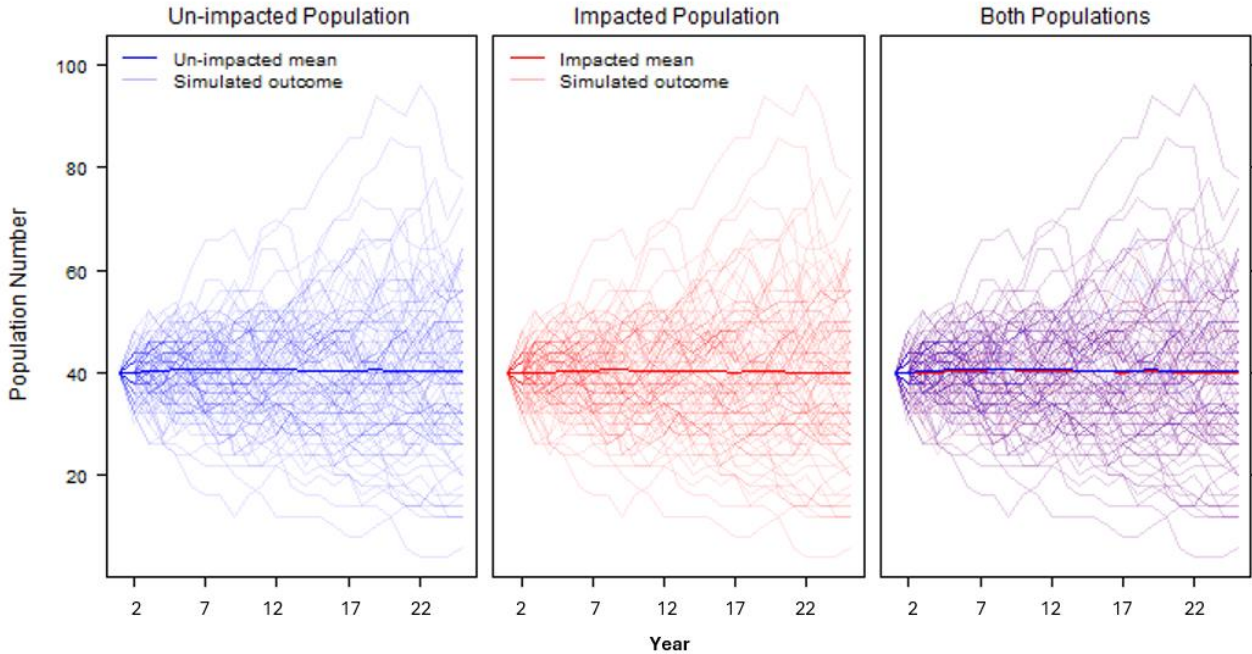 Un-impacted Population
Impacted Population
Both Populations
Un-impacted mean
Simulated outcome
Impacted mean
Simulated outcome
Population Number
100
80
60
40
20
2 7 12 17 22
2 7 12 17 22
2 7 12 17 22
Year